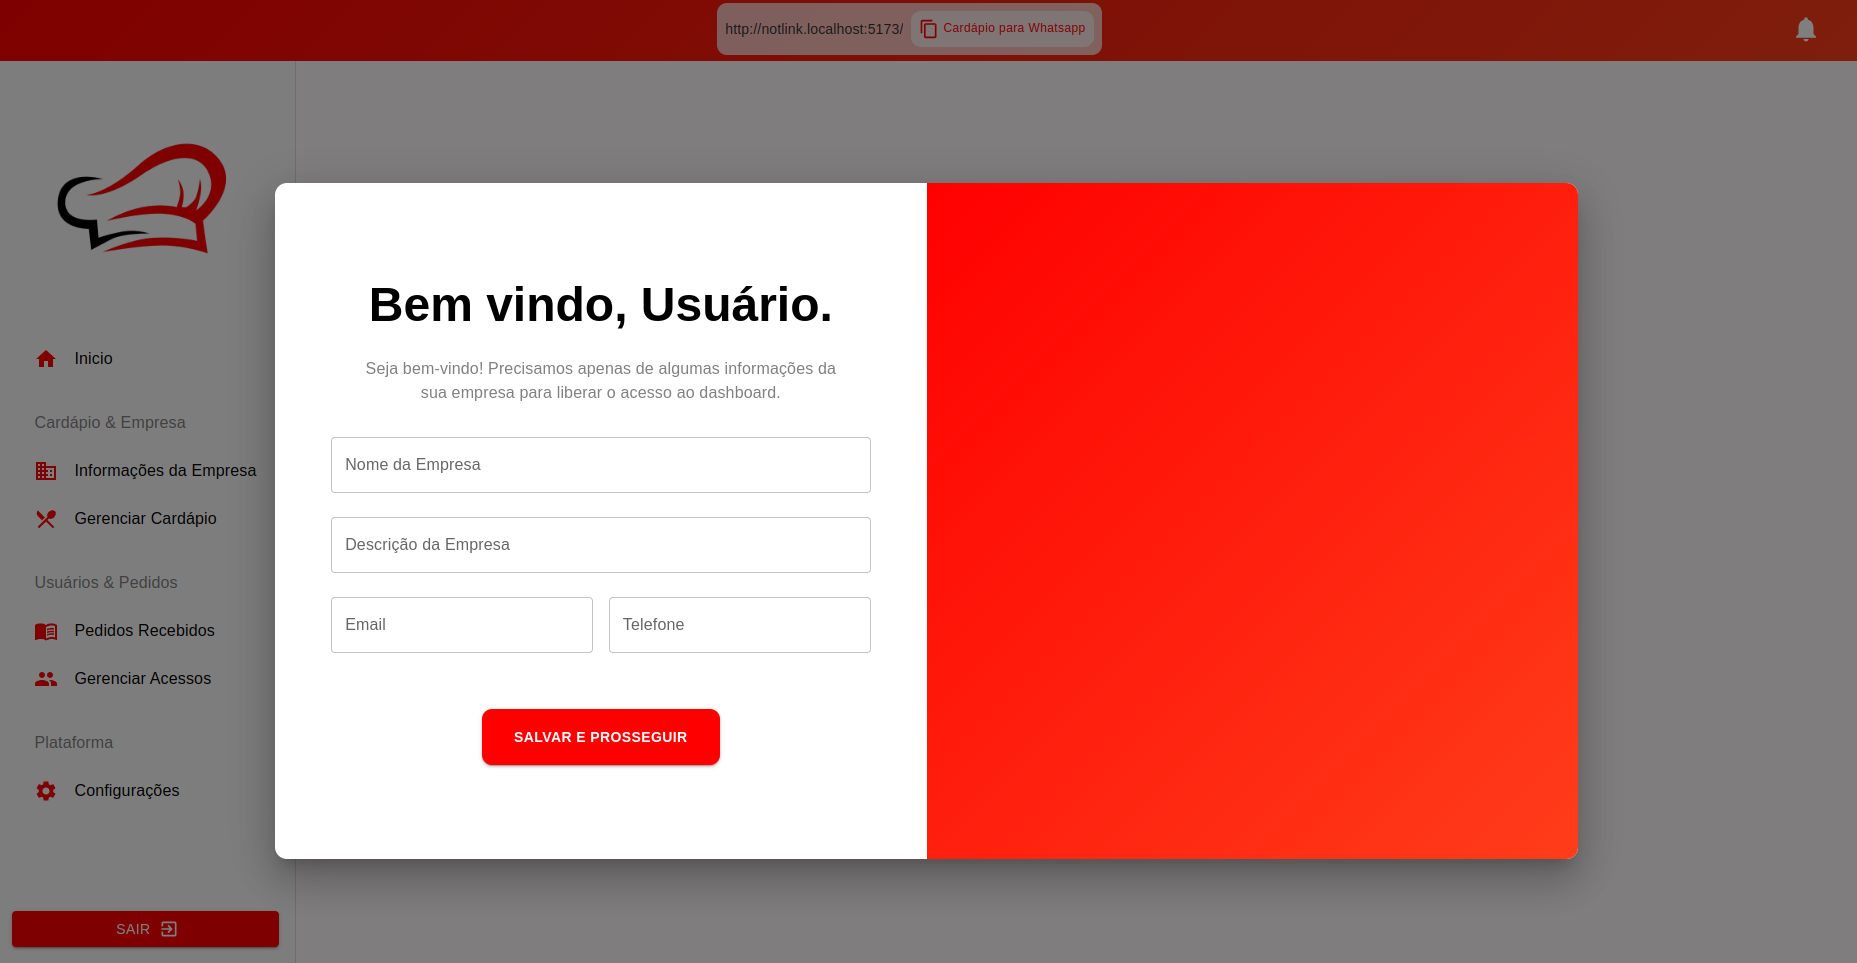 http://notlink.localhost:5173/
Cardápio para Whatsapp
Inicio
Cardápio & Empresa
Informações da Empresa
Gerenciar Cardápio
Usuários & Pedidos
Pedidos Recebidos
Gerenciar Acessos
Plataforma
Configurações
SAIR
Bem vindo, Usuário.
Seja bem-vindo! Precisamos apenas de algumas informações da
sua empresa para liberar o acesso ao dashboard.
Nome da Empresa
Descrição da Empresa
Email
Telefone
SALVAR E PROSSEGUIR